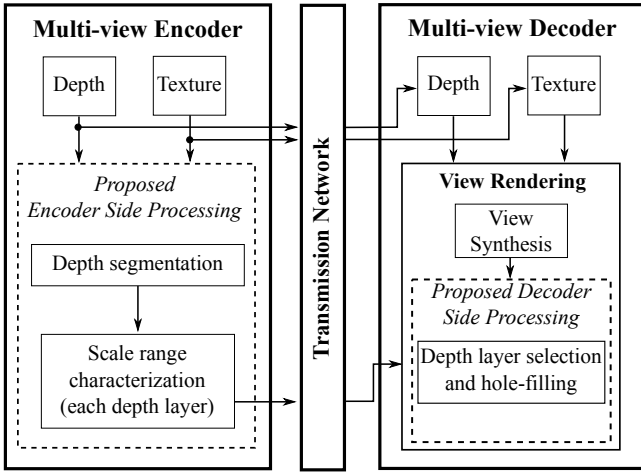 Multi-view Encoder
Depth
Texture
Proposed
Encoder Side Processing
Depth segmentation
Scale range
characterization
(each depth layer)
Transmission Network
Multi-view Decoder
Depth
Texture
View Rendering
View
Synthesis
Proposed Decoder
Side Processing
Depth layer selection
and hole-filling